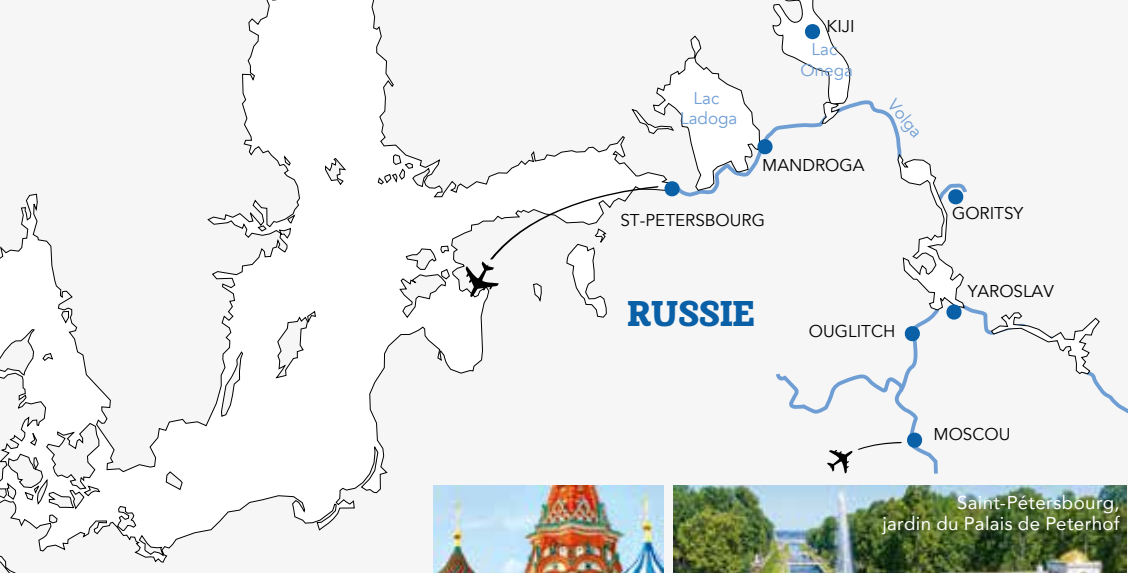 KIJI
Lac
Onega
Lac
Ladoga
Volga
MANDROGA
GORITSY
ST-PETERSBOURG
YAROSLAV
RUSSIE
OUGLITCH
MOSCOU
Saint-Pétersbourg,
jardin du Palais de Peterhof